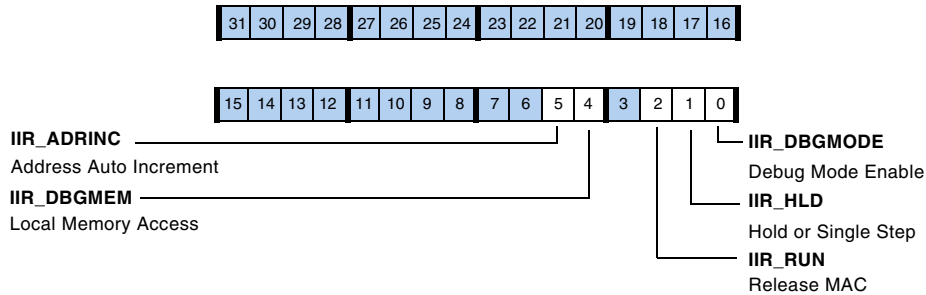 31 30 29 28 27 26 25 24 23 22 21 20 19 18 17 16
15 14 13 12 11 10 9 8 7 6 5 4 3 2 1 0
IIR_ADRINC
Address Auto Increment
IIR_DBGMEM
Local Memory Access
IIR_DBGMODE
Debug Mode Enable
IIR_HLD
Hold or Single Step
IIR_RUN
Release MAC